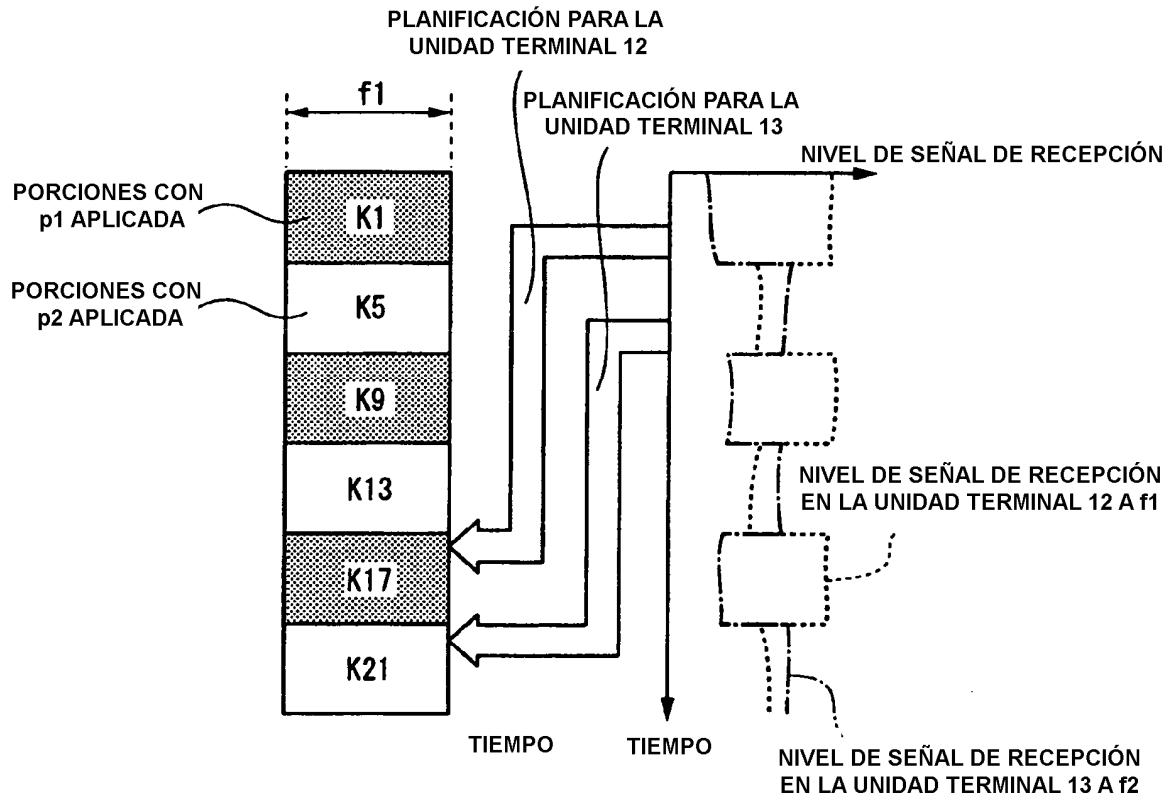 PLANIFICACIÓN PARA LA
UNIDAD TERMINAL 12
f1
PLANIFICACIÓN PARA LA
UNIDAD TERMINAL 13
NIVEL DE SEÑAL DE RECEPCIÓN
PORCIONES CON
p1 APLICADA
K1
PORCIONES CON
p2 APLICADA
K5
K9
K13
NIVEL DE SEÑAL DE RECEPCIÓN
EN LA UNIDAD TERMINAL 12 A f1
K17
K21
TIEMPO
TIEMPO
NIVEL DE SEÑAL DE RECEPCIÓN
EN LA UNIDAD TERMINAL 13 A f2